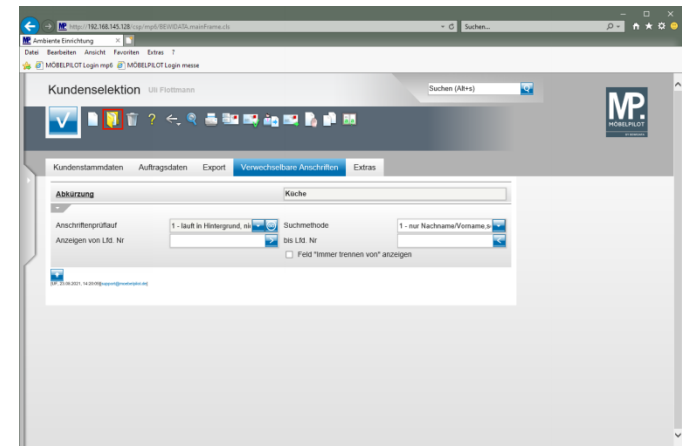 http://192.168.145.128/csp/mp6/BEWIDATA.mainFrame.cls
Suchen...
Ambiente Einrichtung
Datei Bearbeiten Ansicht Favoriten Extras ?
MÖBELPILOT Login mp6 MÖBELPILOT Login messe
Kundenselektion Uli Flottmann
Suchen (Alt+s)
MP.
MÖBELPILOT
Kundenstammdaten Auftragsdaten Export Verwechselbare Anschriften Extras
Abkürzung Küche
Anschriftenprüflauf 1 - läuft in Hintergrund, ni Suchmethode 1 - nur Nachname/Vorname,s
Anzeigen von Lfd. Nr bis Lfd. Nr
Feld "Immer trennen von" anzeigen